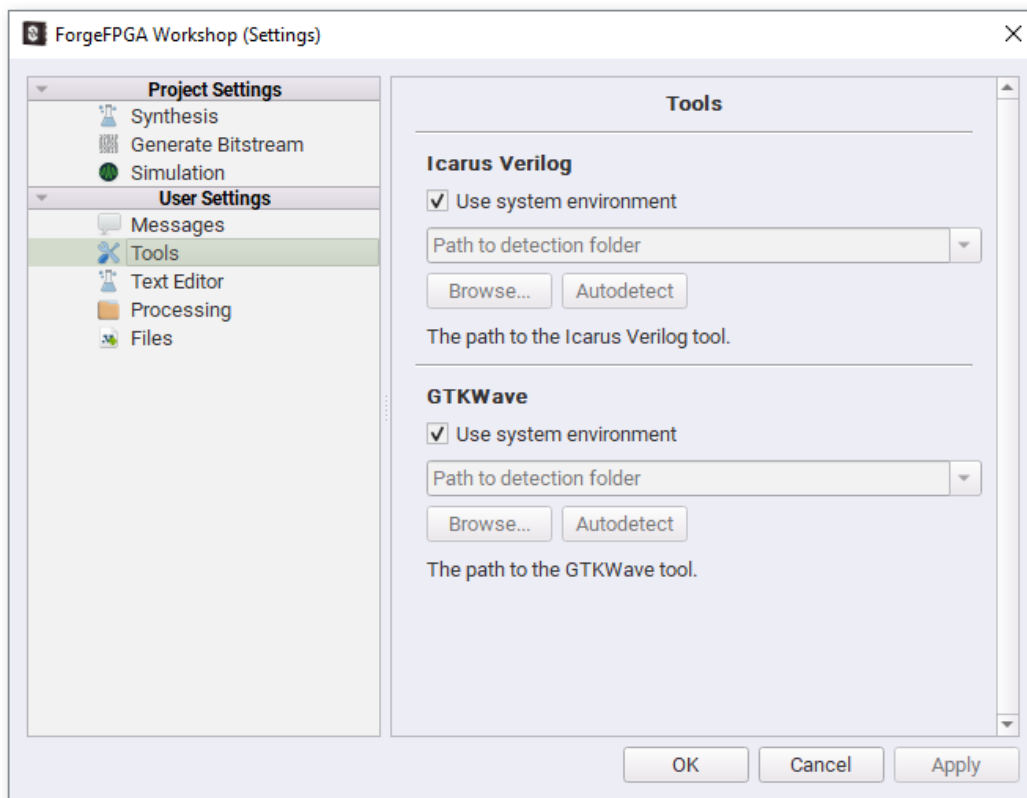 ForgeFPGA Workshop (Settings)
Project Settings
Synthesis
Generate Bitstream
Simulation
User Settings
Messages
Tools
Text Editor
Processing
Files
Tools
Icarus Verilog
Use system environment
Path to detection folder
Browse... Autodetect
The path to the Icarus Verilog tool.
GTKWave
Use system environment
Path to detection folder
Browse... Autodetect
The path to the GTKWave tool.
OK Cancel Apply